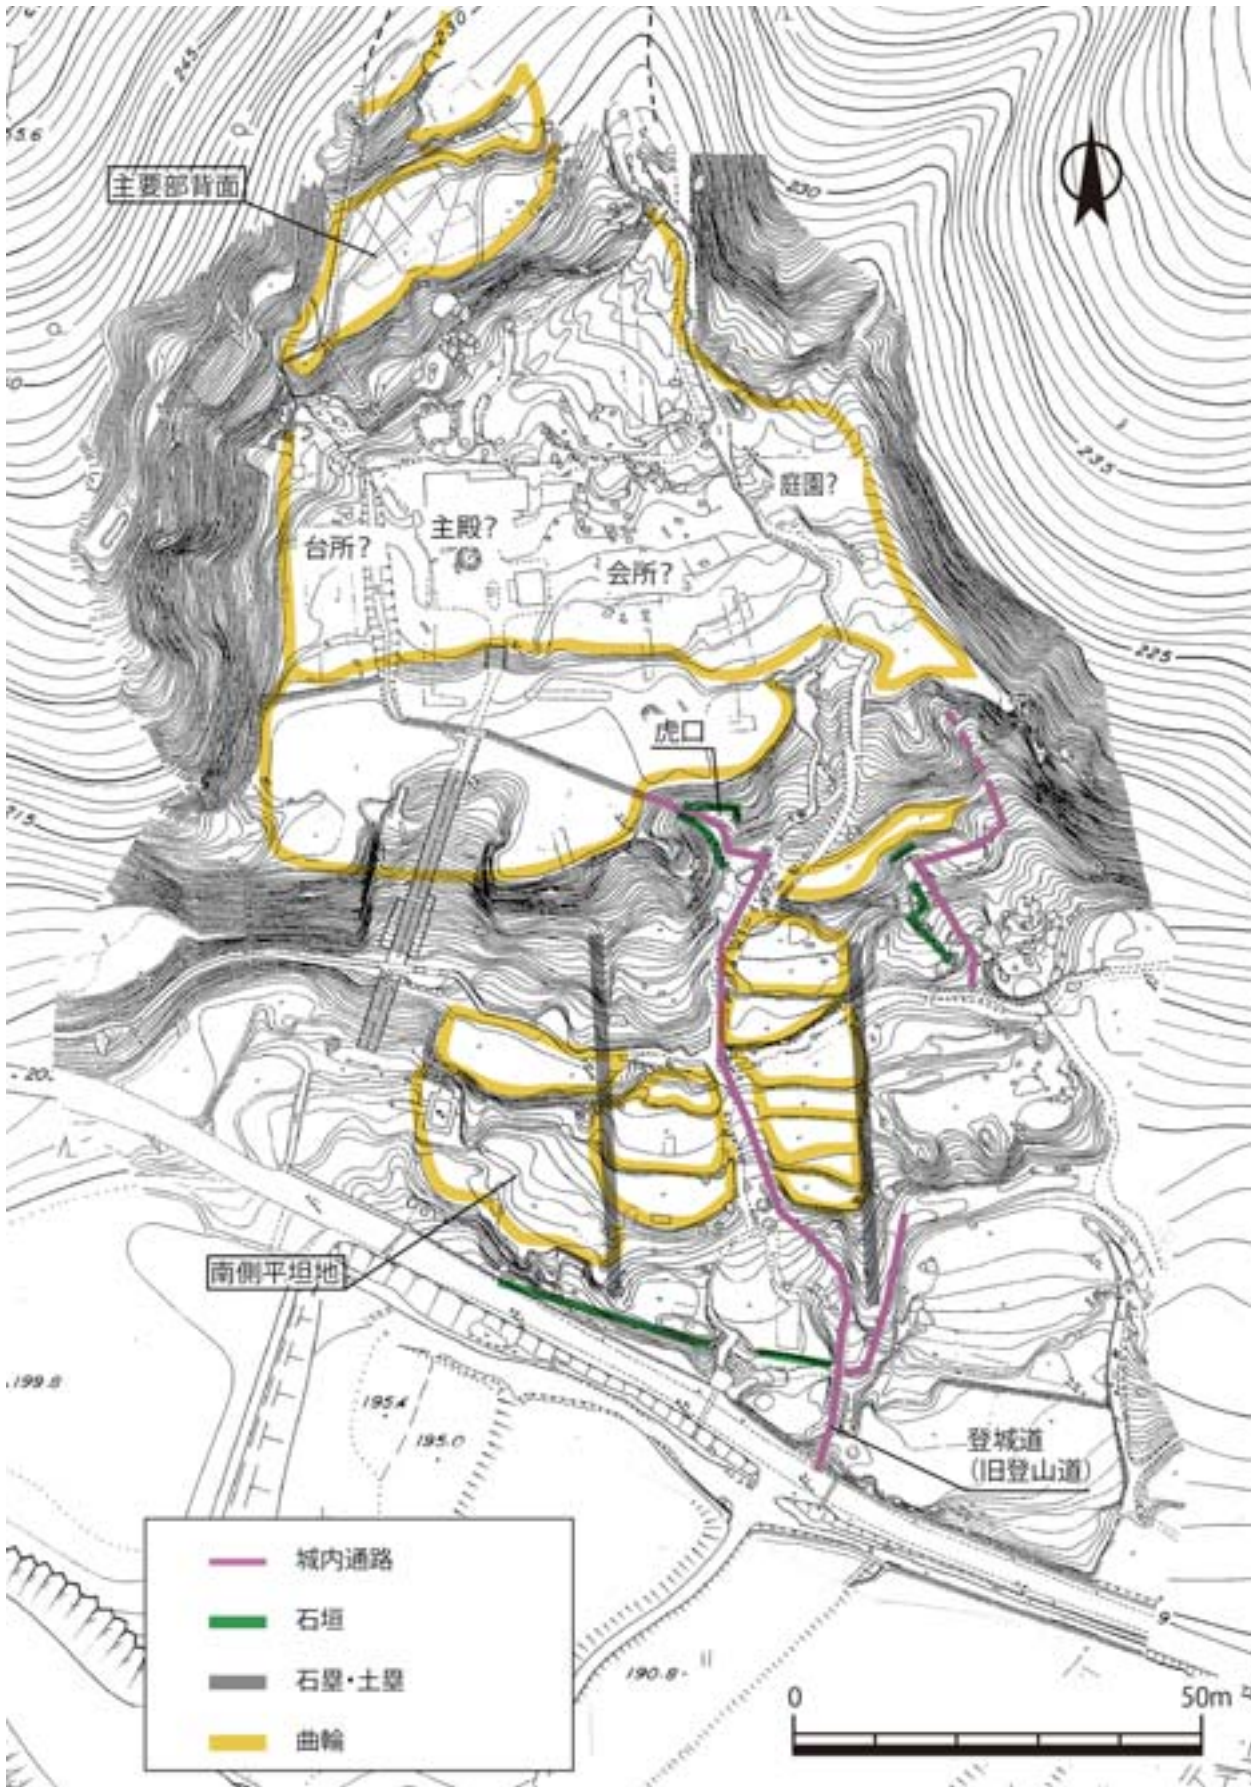 230
245
主要部背面
230
235
庭園?
主殿?
台所?
会所?
225
虎口
215
南側平坦地
199.8
195.4
195.0
登城道
(旧登山道)
城内通路
石垣
石塁・土塁
曲輪
190.8
0 50m